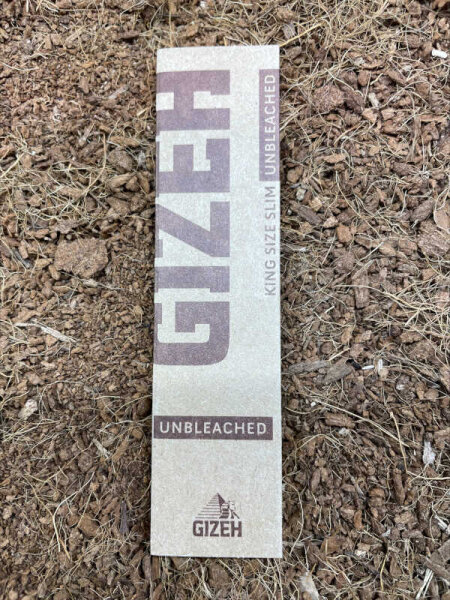 GIZEH
KING SIZE SLIM UNBLEACHED
UNBLEACHED
GIZEH